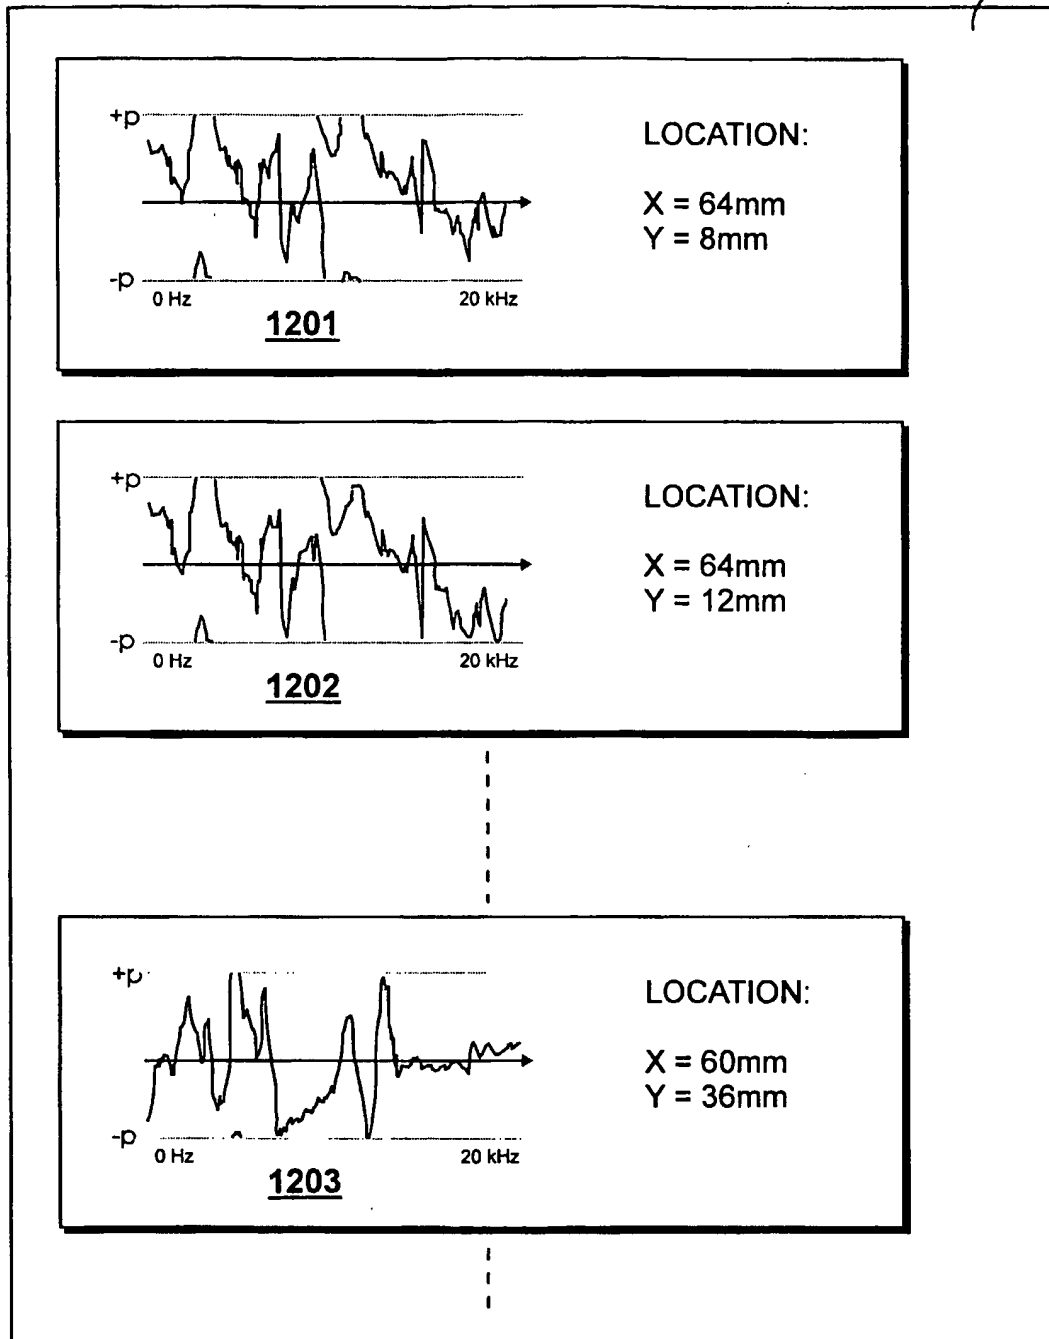 +p
LOCATION:
X = 64mm
Y = 8mm
-p
0 Hz 20 kHz
1201
+p
LOCATION:
X = 64mm
Y = 12mm
-p
0 Hz 20 kHz
1202
+p
LOCATION:
X = 60mm
Y = 36mm
-p
0 Hz 20 kHz
1203